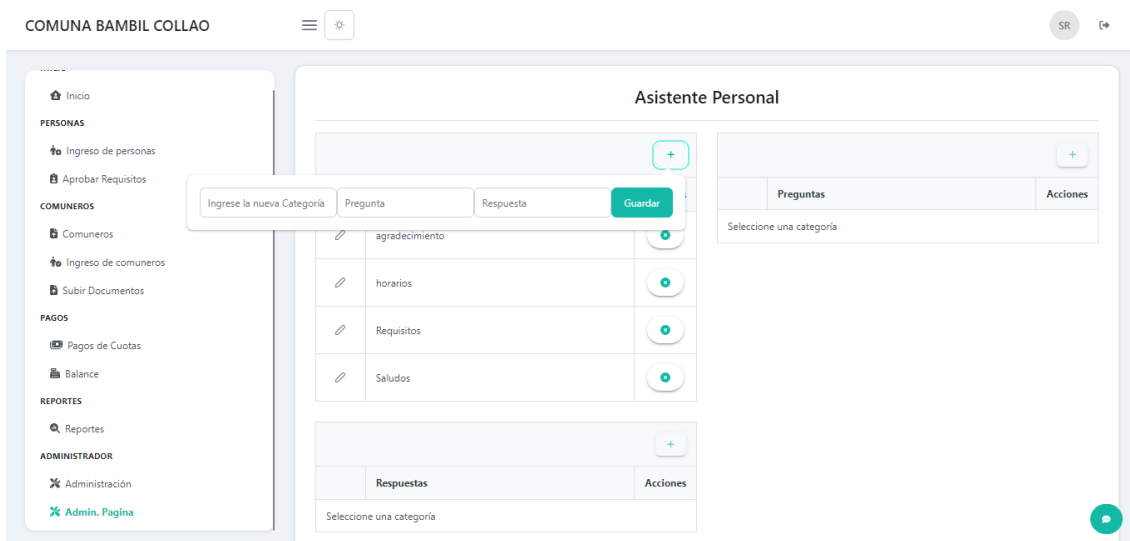 COMUNA BAMBIL COLLAO
SR
Inicio
PERSONAS
Ingreso de personas
Aprobar Requisitos
COMUNEROS
Comuneros
Ingreso de comuneros
Subir Documentos
PAGOS
Pagos de Cuotas
Balance
REPORTES
Reportes
ADMINISTRADOR
Administración
Admin. Pagina
Asistente Personal
+
Ingrese la nueva Categoría Pregunta Respuesta Guardar
agradecimiento
horarios
Requisitos
Saludos
+
Respuestas Acciones
Seleccione una categoría
+
Preguntas Acciones
Seleccione una categoría